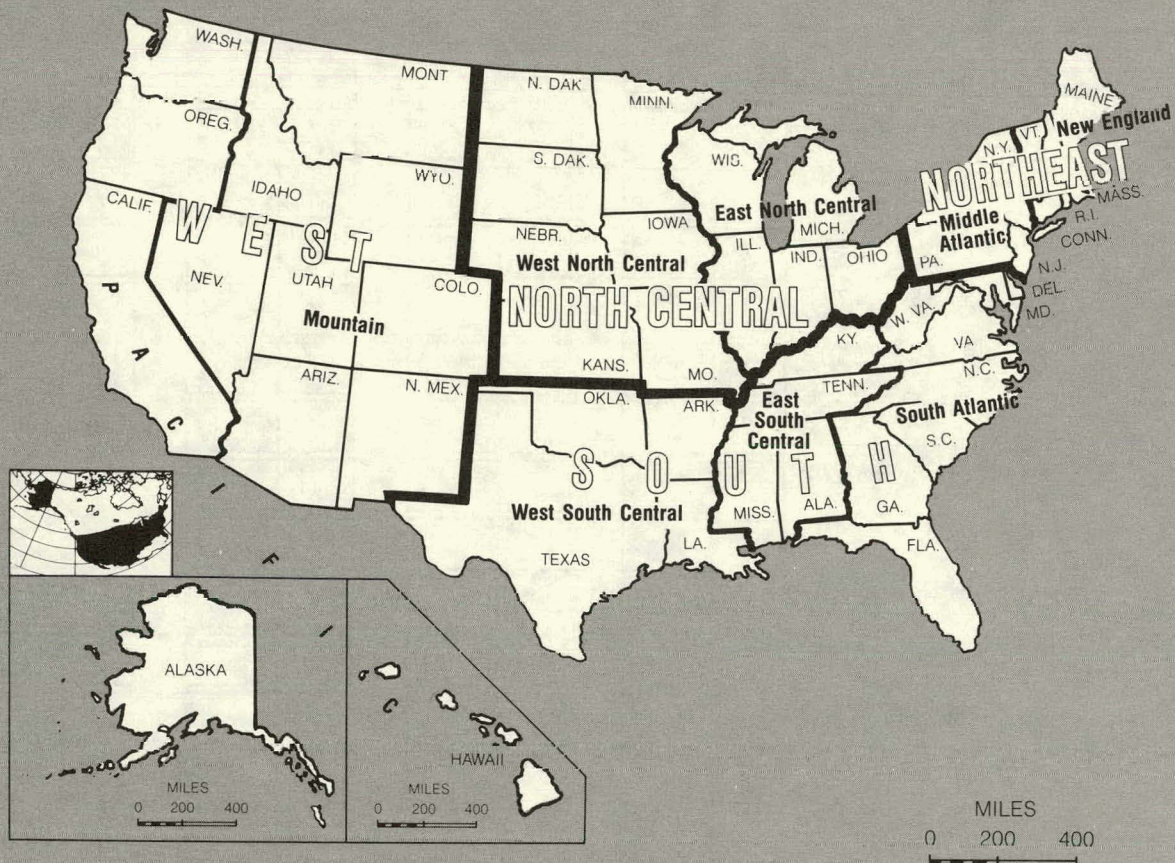 WASH.
MONT
N. DAK
MINN.
MAINE
OREG.
VT.
New England
N.Y.
S. DAK.
WIS.
IDAHO
WYO.
NORTHEAST
CALIF.
MASS.
WEST
East North Central
IOWA
MICH.
Middle
Atlantic
R.I.
CONN.
NEBR.
ILL.
IND.
OHIO
PA.
West North Central
NEV.
UTAH
COLO.
N.J.
DEL.
MD.
NORTH CENTRAL
W. VA.
Mountain
KY.
VA
KANS.
MO.
N.C.
ARIZ.
N. MEX.
OKLA.
ARK.
TENN.
East
South
Central
South Atlantic
S.C.
SOUTH
West South Central
MISS.
ALA.
GA.
TEXAS
LA.
FLA.
PACIFIC
ALASKA
HAWAII
MILES
0 200 400
MILES
0 200 400
MILES
0 200 400